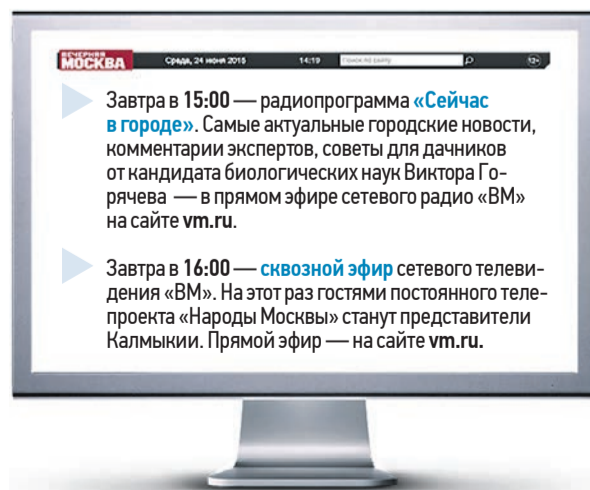 ВЕЧЕРНЯЯ
МОСКВА
Среда, 24 июня 2015
14:19
Поиск по сайту
12+
Завтра в 15:00 — радиопрограмма «Сейчас
в городе». Самые актуальные городские новости,
комментарии экспертов, советы для дачников
от кандидата биологических наук Виктора Го-
рячева — в прямом эфире сетевого радио «ВМ»
на сайте vm.ru.
Завтра в 16:00 — сквозной эфир сетевого телеви-
дения «ВМ». На этот раз гостями постоянного теле-
проекта «Народы Москвы» станут представители
Калмыкии. Прямой эфир — на сайте vm.ru.